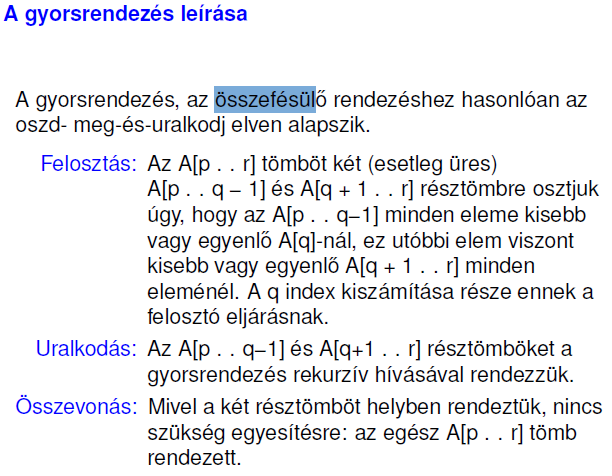 A gyorsrendezés leírása
A gyorsrendezés, az összefésülő rendezéshez hasonlóan az
oszd- meg-és-uralkodj elven alapszik.
Felosztás: Az A[p . . r] tömböt két (esetleg üres)
A[p . . q − 1] és A[q + 1 . . r] résztömbre osztjuk
úgy, hogy az A[p . . q−1] minden eleme kisebb
vagy egyenlő A[q]-nál, ez utóbbi elem viszont
kisebb vagy egyenlő A[q + 1 . . r] minden
eleménél. A q index kiszámítása része ennek a
felosztó eljárásnak.
Uralkodás: Az A[p . . q−1] és A[q+1 . . r] résztömböket a
gyorsrendezés rekurzív hívásával rendezzük.
Összevonás: Mivel a két résztömböt helyben rendeztük, nincs
szükség egyesítésre: az egész A[p . . r] tömb
rendezett.